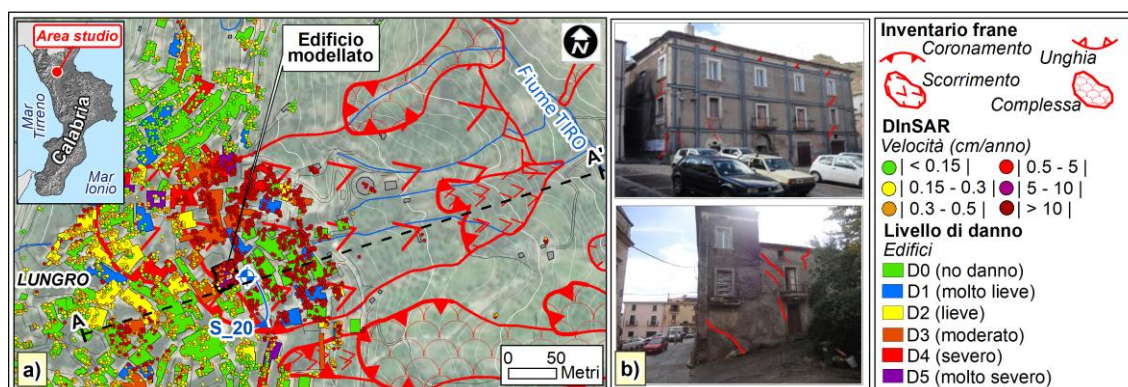 Area studio
Mar
Tirreno
Calabria
Mar
Ionio
Edificio
modellato
N
Fiume TIRO
A'
LUNGRO
A
S_20
0 50
Metri
a)
b)
Inventario frane
Coronamento
Unghia
Scorrimento
Complessa
DInSAR
Velocità (cm/anno)
| < 0.15 | | 0.5 - 5 |
| 0.15 - 0.3 | | 5 - 10 |
| 0.3 - 0.5 | | > 10 |
Livello di danno
Edifici
D0 (no danno)
D1 (molto lieve)
D2 (lieve)
D3 (moderato)
D4 (severo)
D5 (molto severo)